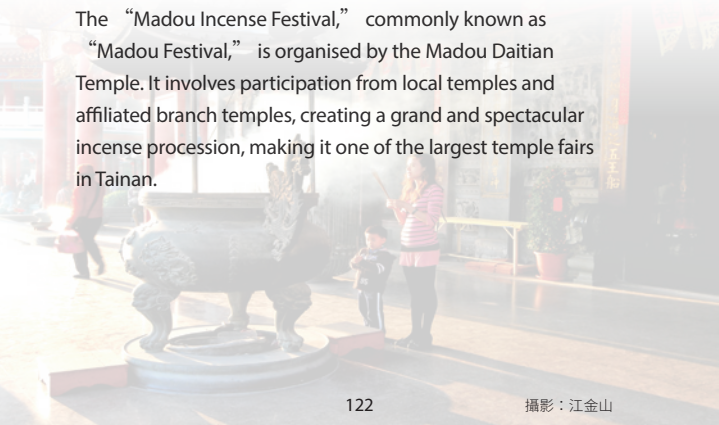 The “Madou Incense Festival,” commonly known as
“Madou Festival,” is organised by the Madou Daitian
Temple. It involves participation from local temples and
affiliated branch temples, creating a grand and spectacular
incense procession, making it one of the largest temple fairs
in Tainan.
122
攝影：江金山